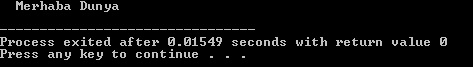 Merhaba Dunya
--------------------------------
Process exited after 0.01549 seconds with return value 0
Press any key to continue . . .